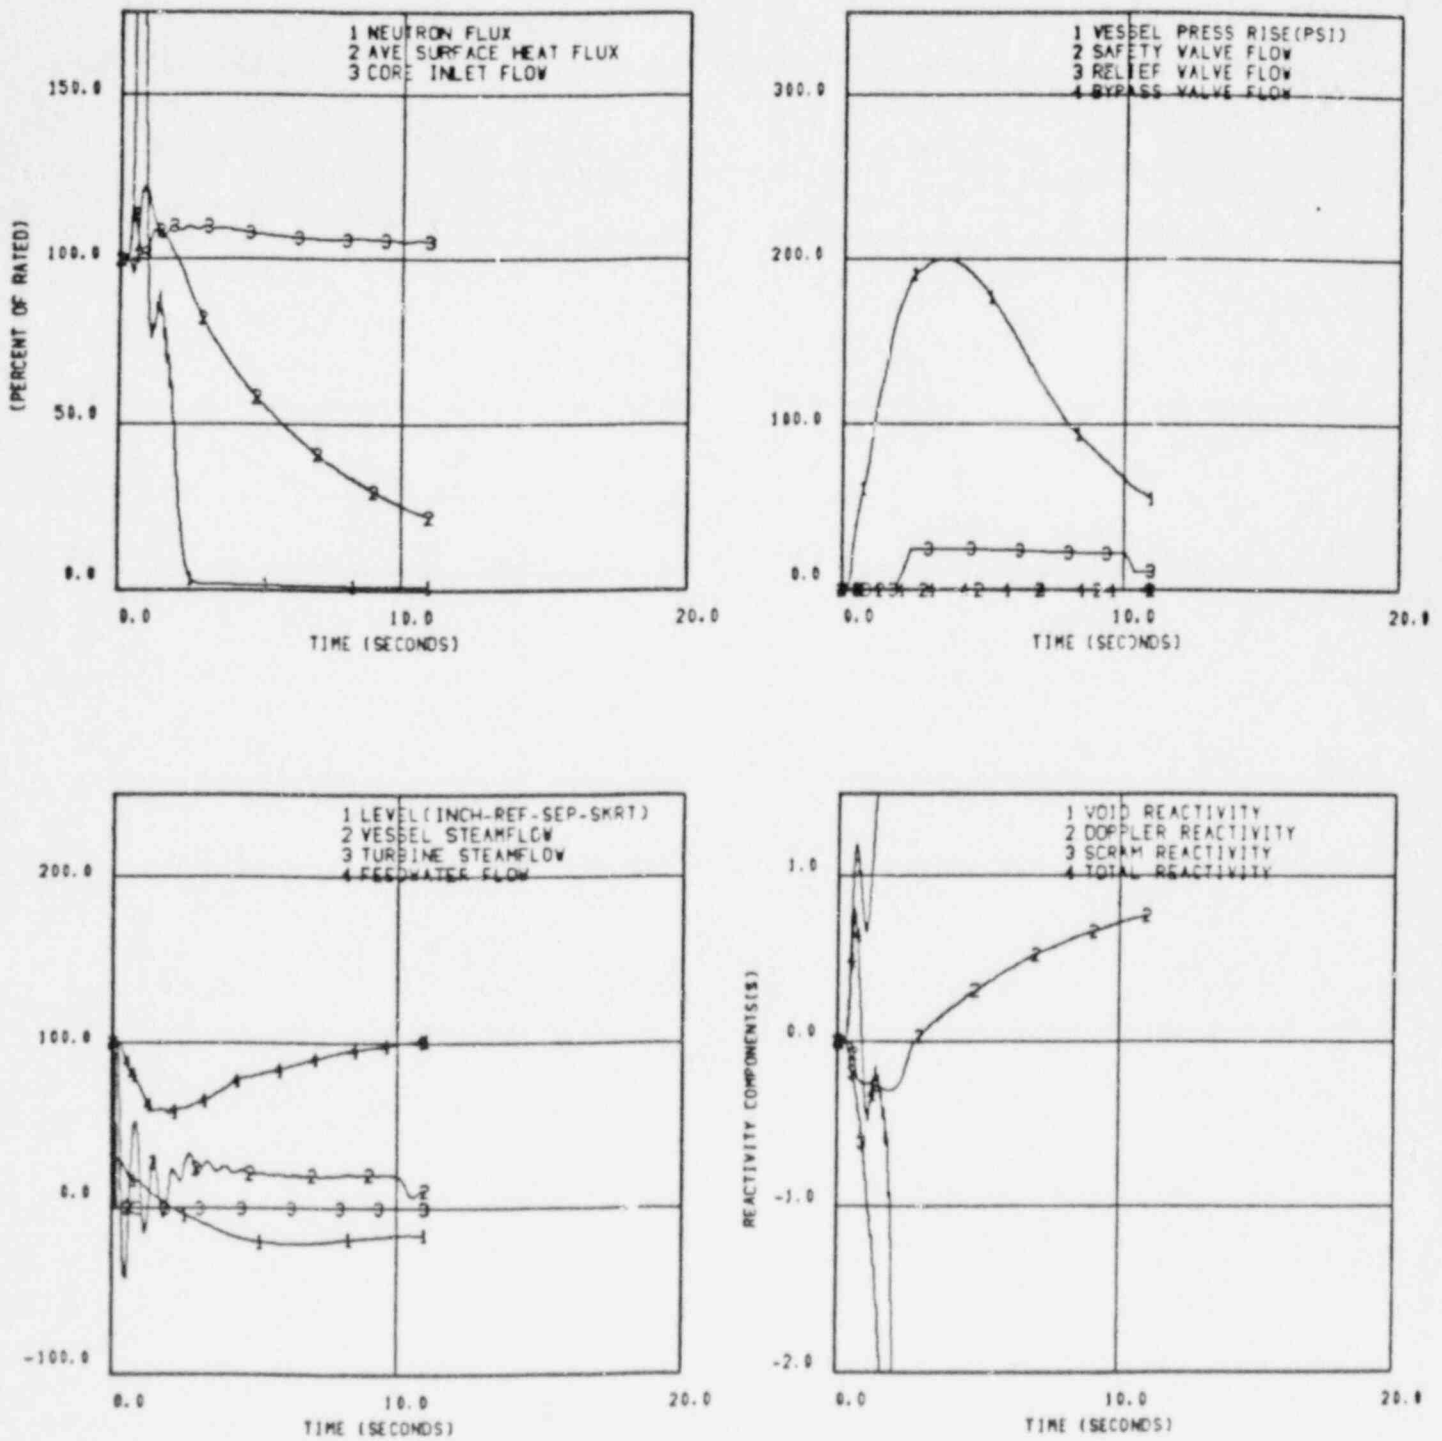 1 NEUTRON FLUX
2 AVE SURFACE HEAT FLUX
3 CORE INLET FLOW
150.0
100.0
50.0
0.0
(PERCENT OF RATED)
0.0 10.0 20.0
TIME (SECONDS)
1 VESSEL PRESS RISE(PSI)
2 SAFETY VALVE FLOW
3 RELIEF VALVE FLOW
4 BYPASS VALVE FLOW
300.0
200.0
100.0
0.0
0.0 10.0 20.0
TIME (SECONDS)
1 LEVEL(INCH-REF-SEP-SKRT)
2 VESSEL STEAMFLOW
3 TURBINE STEAMFLOW
4 FEEDWATER FLOW
200.0
100.0
0.0
-100.0
0.0 10.0 20.0
TIME (SECONDS)
1 VOID REACTIVITY
2 DOPPLER REACTIVITY
3 SCRAM REACTIVITY
4 TOTAL REACTIVITY
1.0
0.0
-1.0
-2.0
REACTIVITY COMPONENTS($)
0.0 10.0 20.0
TIME (SECONDS)